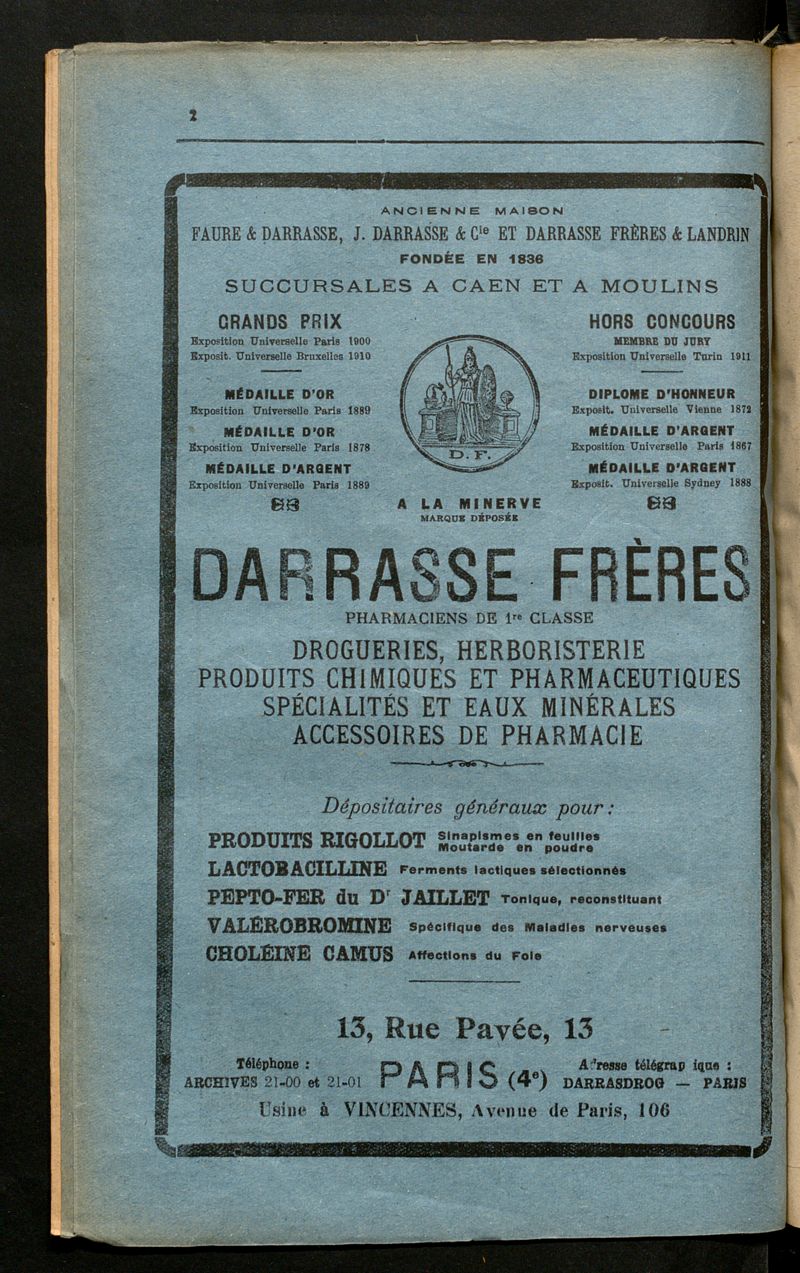 2
ANCIENNE MAISON
FAURE & DARRASSE, J. DARRASSE & Cie ET DARRASSE FRÈRES & LANDRIN
FONDÉE EN 1836
SUCCURSALES A CAEN ET A MOULINS
GRANDS PRIX
Exposition Universelle Paris 1900
Exposit. Universelle Bruxelles 1910
MÉDAILLE D'OR
Exposition Universelle Paris 1889
MÉDAILLE D'OR
Exposition Universelle Paris 1878
MÉDAILLE D'ARGENT
Exposition Universelle Paris 1889
D. F.
A LA MINERVE
MARQUE DÉPOSÉE
HORS CONCOURS
MEMBRE DU JURY
Exposition Universelle Turin 1911
DIPLOME D'HONNEUR
Exposit. Universelle Vienne 1872
MÉDAILLE D'ARGENT
Exposition Universelle Paris 1867
MÉDAILLE D'ARGENT
Exposit. Universelle Sydney 1888
DARRASSE FRÈRES
PHARMACIENS DE 1re CLASSE
DROGUERIES, HERBORISTERIE
PRODUITS CHIMIQUES ET PHARMACEUTIQUES
SPÉCIALITÉS ET EAUX MINÉRALES
ACCESSOIRES DE PHARMACIE
Dépositaires généraux pour :
PRODUITS RIGOLLOT Sinapismes en feuilles
Moutarde en poudre
LACTOBACILLINE Ferments lactiques sélectionnés
PEPTO-FER du Dr JAILLET Tonique, reconstituant
VALÉROBROMINE Spécifique des Maladies nerveuses
CHOLÉINE CAMUS Affections du Foie
13, Rue Pavée, 13
Téléphone :
ARCHIVES 21-00 et 21-01
PARIS (4e)
A resse télégrap ique :
DARRASDROG — PARIS
Usine à VINCENNES, Avenue de Paris, 106